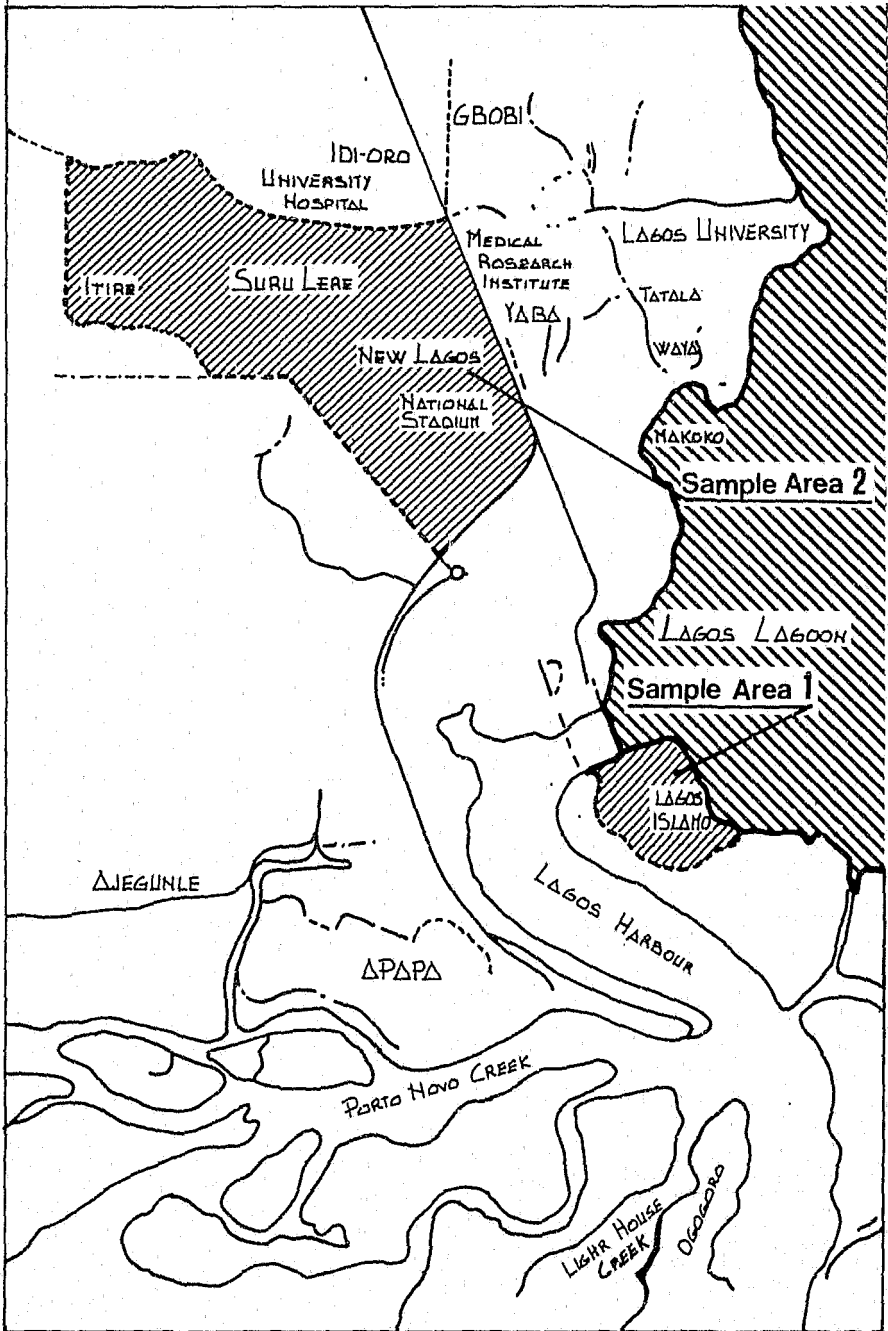 GBOBI
IDI-ORO
UNIVERSITY
HOSPITAL
MEDICAL
ROSEARCH
INSTITUTE
LAGOS UNIVERSITY
ITIRE
SURU LERE
YABA
TATALA
WAYA
NEW LAGOS
NATIONAL
STADIUM
MAKOKO
Sample Area 2
LAGOS LAGOON
Sample Area 1
LAGOS
ISLAND
AJEGUNLE
LAGOS HARBOUR
APAPA
PORTO NOVO CREEK
LIGHR HOUSE
CREEK
OGOGORO